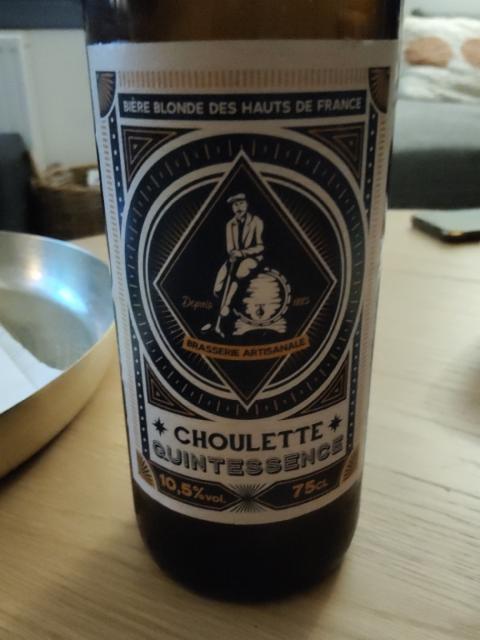 BIÈRE BLONDE DES HAUTS DE FRANCE
Depuis 1885
BRASSERIE ARTISANALE
CHOULETTE
QUINTESSENCE
10,5%VOL. 75CL